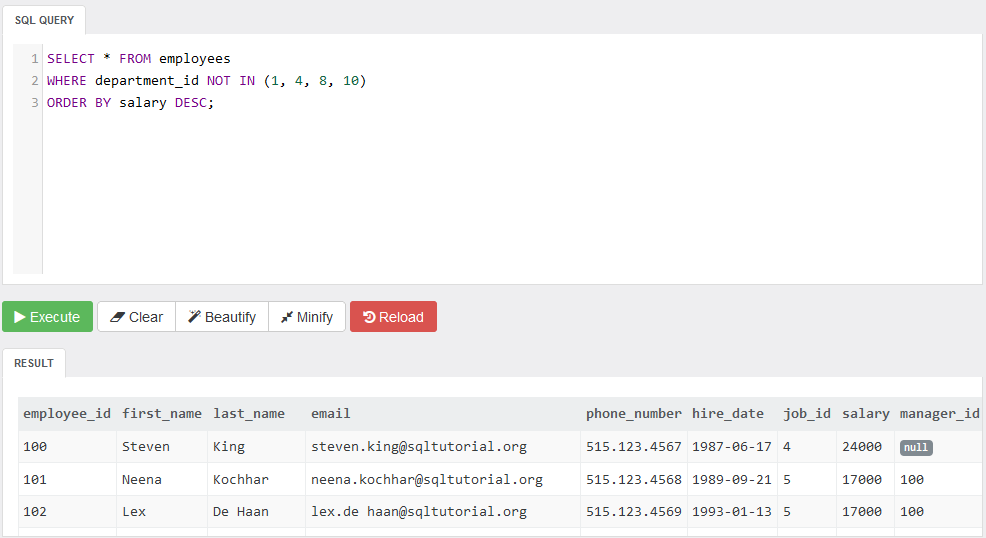 SQL QUERY
1 SELECT * FROM employees
2 WHERE department_id NOT IN (1, 4, 8, 10)
3 ORDER BY salary DESC;
Execute Clear Beautify Minify Reload
RESULT
employee_id first_name last_name email phone_number hire_date job_id salary manager_id
100 Steven King steven.king@sqltutorial.org 515.123.4567 1987-06-17 4 24000 null
101 Neena Kochhar neena.kochhar@sqltutorial.org 515.123.4568 1989-09-21 5 17000 100
102 Lex De Haan lex.de haan@sqltutorial.org 515.123.4569 1993-01-13 5 17000 100